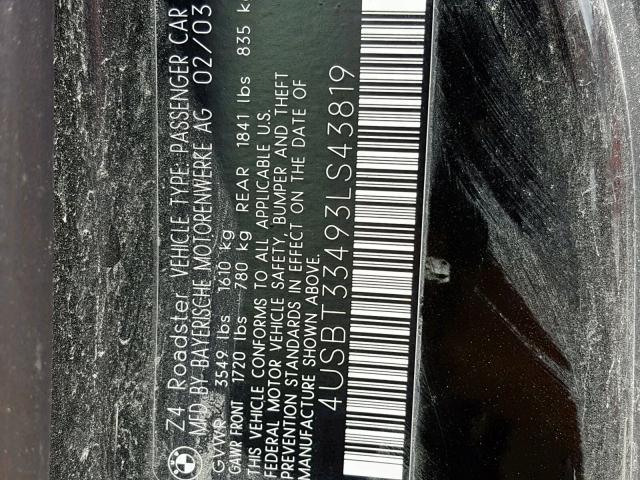 Z4 Roadster VEHICLE TYPE: PASSENGER CAR
MFD BY BAYERISCHE MOTORENWERKE AG 02/03
GVWR 3549 lbs 1610 kg
GAWR FRONT 1720 lbs 780 kg REAR 1841 lbs 835 k
THIS VEHICLE CONFORMS TO ALL APPLICABLE U.S.
FEDERAL MOTOR VEHICLE SAFETY, BUMPER AND THEFT
PREVENTION STANDARDS IN EFFECT ON THE DATE OF
MANUFACTURE SHOWN ABOVE.
4USBT33493LS43819